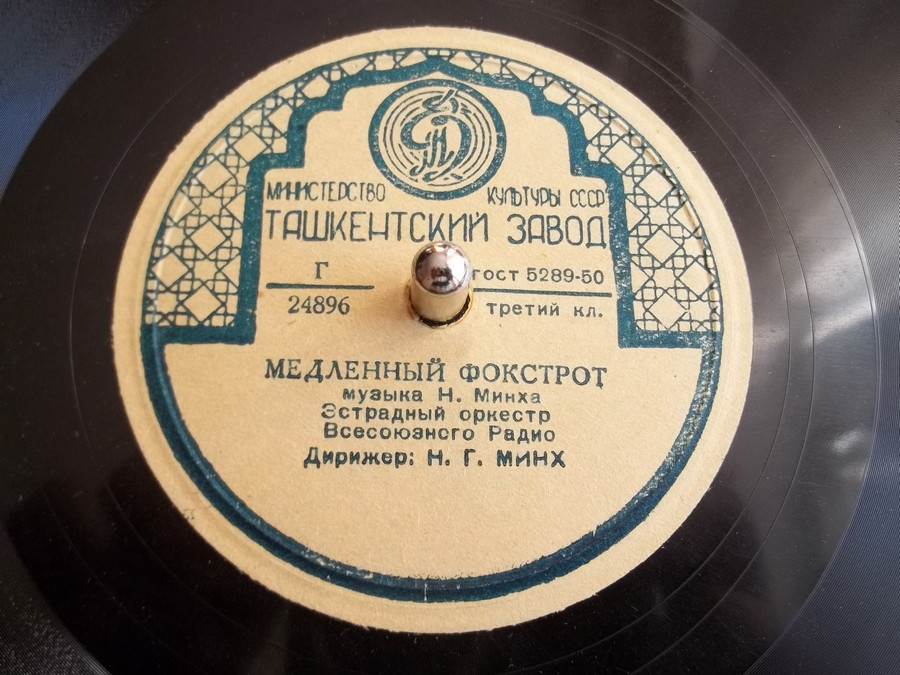 МИНИСТЕРСТВО КУЛЬТУРЫ СССР
ТАШКЕНТСКИЙ ЗАВОД
Г гост 5289-50
24896 третий кл.
МЕДЛЕННЫЙ ФОКСТРОТ
музыка Н. Минха
Эстрадный оркестр
Всесоюзного Радио
Дирижер: Н. Г. МИНХ